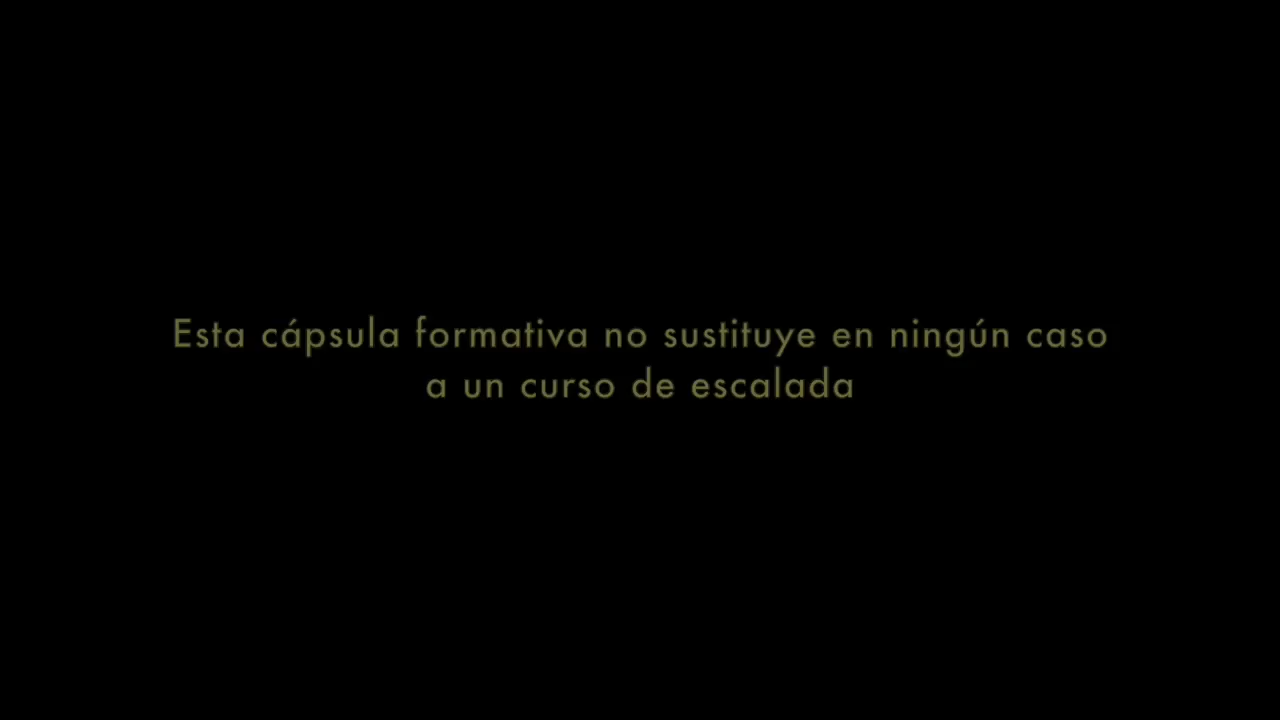 Esta cápsula formativa no sustituye en ningún caso
a un curso de escalada